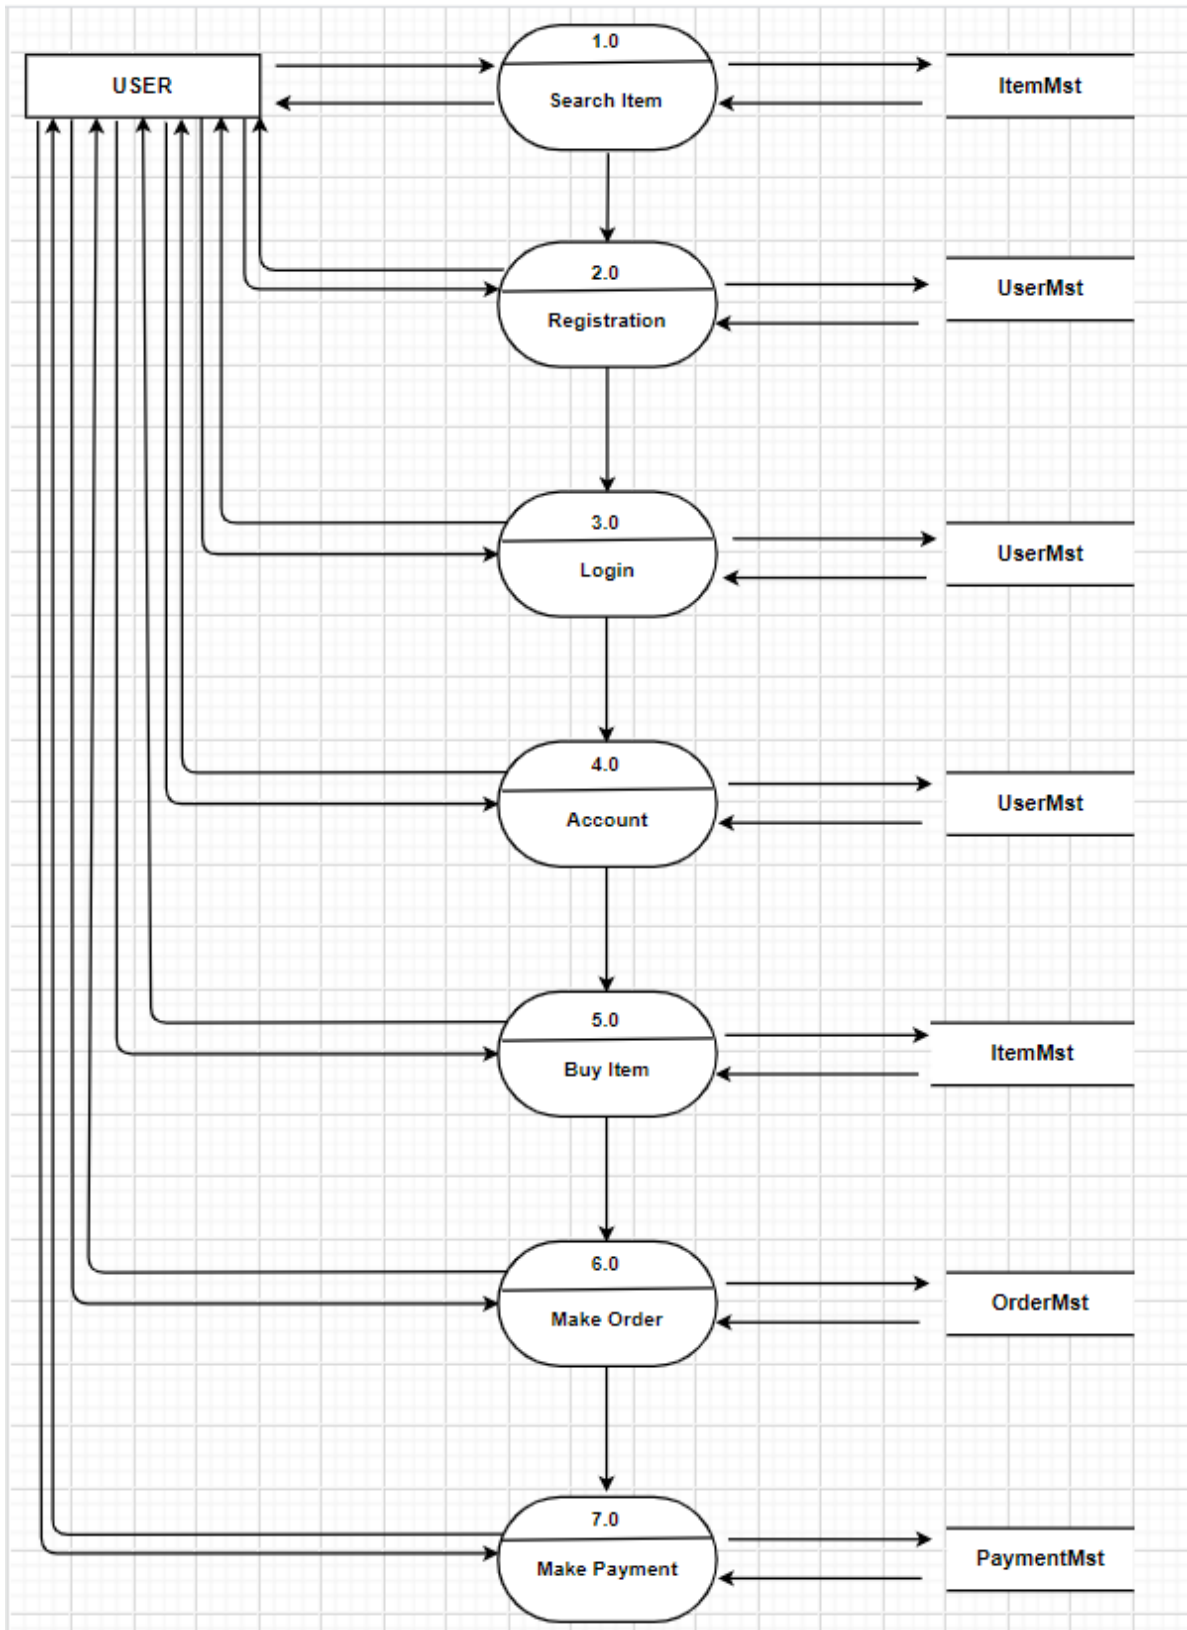 1.0
USER
Search Item
ItemMst
2.0
Registration
UserMst
3.0
Login
UserMst
4.0
Account
UserMst
5.0
Buy Item
ItemMst
6.0
Make Order
OrderMst
7.0
Make Payment
PaymentMst